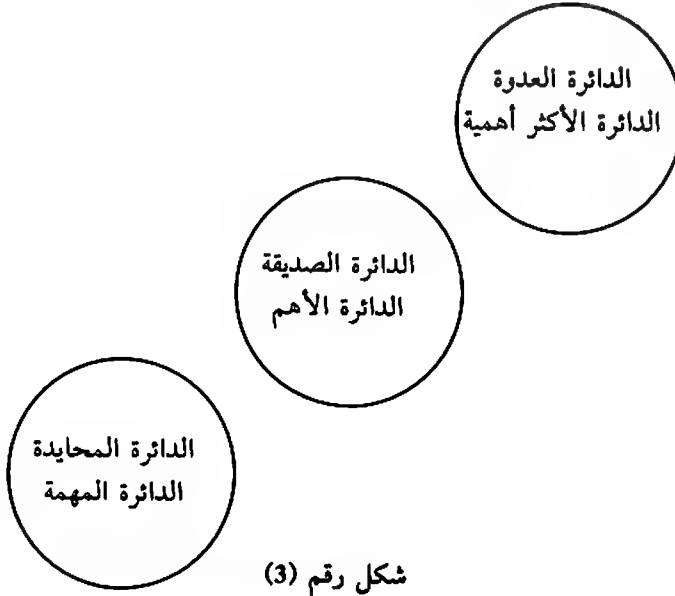 الدائرة العدوة
الدائرة الأكثر أهمية
الدائرة الصديقة
الدائرة الأهم
الدائرة المحايدة
الدائرة المهمة
شكل رقم (3)